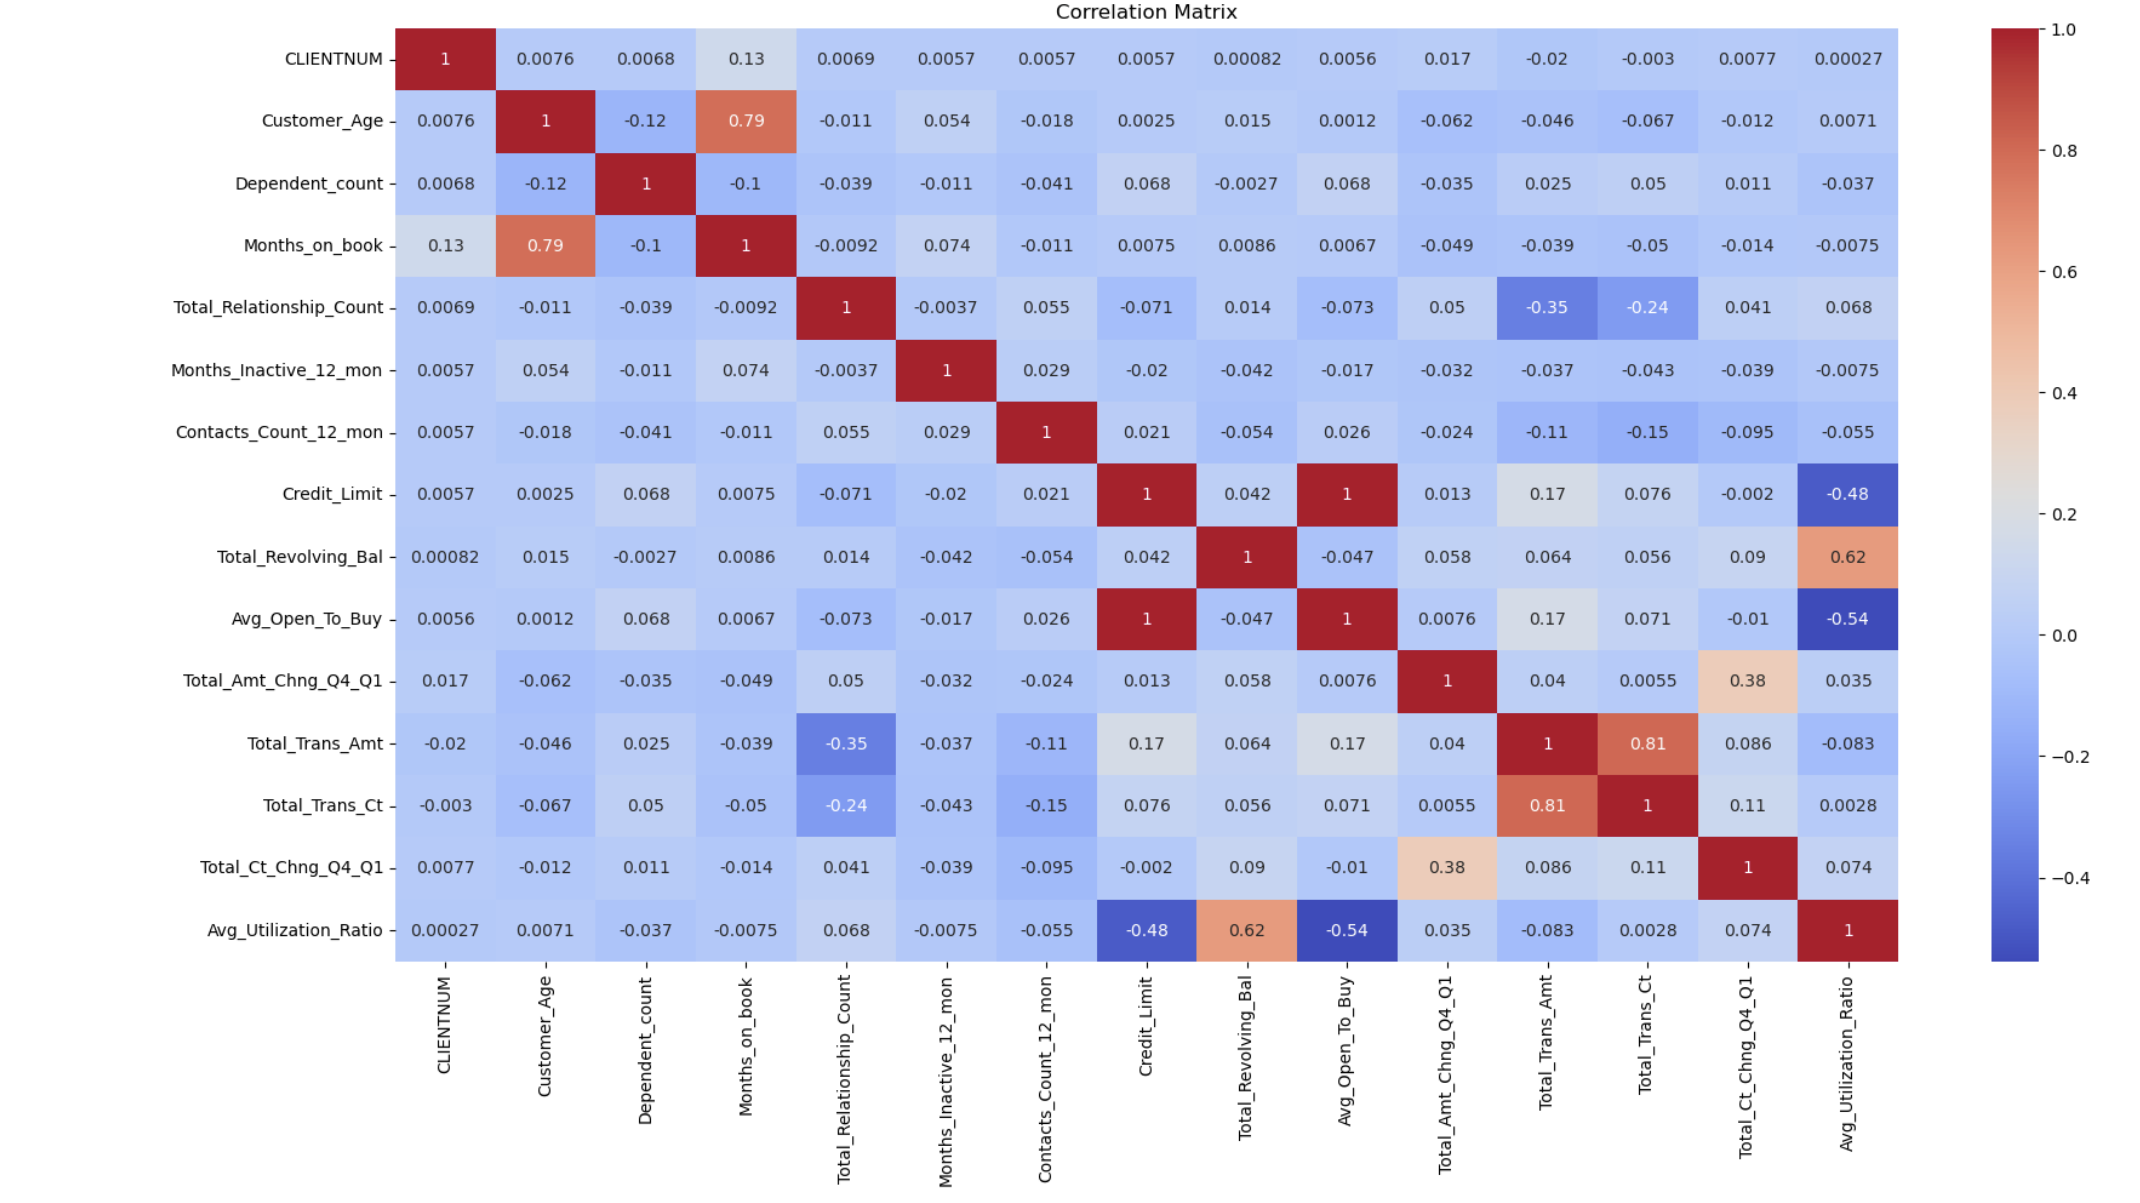 Correlation Matrix
CLIENTNUM 1 0.0076 0.0068 0.13 0.0069 0.0057 0.0057 0.0057 0.00082 0.0056 0.017 -0.02 -0.003 0.0077 0.00027
Customer_Age 0.0076 1 -0.12 0.79 -0.011 0.054 -0.018 0.0025 0.015 0.0012 -0.062 -0.046 -0.067 -0.012 0.0071
Dependent_count 0.0068 -0.12 1 -0.1 -0.039 -0.011 -0.041 0.068 -0.0027 0.068 -0.035 0.025 0.05 0.011 -0.037
Months_on_book 0.13 0.79 -0.1 1 -0.0092 0.074 -0.011 0.0075 0.0086 0.0067 -0.049 -0.039 -0.05 -0.014 -0.0075
Total_Relationship_Count 0.0069 -0.011 -0.039 -0.0092 1 -0.0037 0.055 -0.071 0.014 -0.073 0.05 -0.35 -0.24 0.041 0.068
Months_Inactive_12_mon 0.0057 0.054 -0.011 0.074 -0.0037 1 0.029 -0.02 -0.042 -0.017 -0.032 -0.037 -0.043 -0.039 -0.0075
Contacts_Count_12_mon 0.0057 -0.018 -0.041 -0.011 0.055 0.029 1 0.021 -0.054 0.026 -0.024 -0.11 -0.15 -0.095 -0.055
Credit_Limit 0.0057 0.0025 0.068 0.0075 -0.071 -0.02 0.021 1 0.042 1 0.013 0.17 0.076 -0.002 -0.48
Total_Revolving_Bal 0.00082 0.015 -0.0027 0.0086 0.014 -0.042 -0.054 0.042 1 -0.047 0.058 0.064 0.056 0.09 0.62
Avg_Open_To_Buy 0.0056 0.0012 0.068 0.0067 -0.073 -0.017 0.026 1 -0.047 1 0.0076 0.17 0.071 -0.01 -0.54
Total_Amt_Chng_Q4_Q1 0.017 -0.062 -0.035 -0.049 0.05 -0.032 -0.024 0.013 0.058 0.0076 1 0.04 0.0055 0.38 0.035
Total_Trans_Amt -0.02 -0.046 0.025 -0.039 -0.35 -0.037 -0.11 0.17 0.064 0.17 0.04 1 0.81 0.086 -0.083
Total_Trans_Ct -0.003 -0.067 0.05 -0.05 -0.24 -0.043 -0.15 0.076 0.056 0.071 0.0055 0.81 1 0.11 0.0028
Total_Ct_Chng_Q4_Q1 0.0077 -0.012 0.011 -0.014 0.041 -0.039 -0.095 -0.002 0.09 -0.01 0.38 0.086 0.11 1 0.074
Avg_Utilization_Ratio 0.00027 0.0071 -0.037 -0.0075 0.068 -0.0075 -0.055 -0.48 0.62 -0.54 0.035 -0.083 0.0028 0.074 1
CLIENTNUM
Customer_Age
Dependent_count
Months_on_book
Total_Relationship_Count
Months_Inactive_12_mon
Contacts_Count_12_mon
Credit_Limit
Total_Revolving_Bal
Avg_Open_To_Buy
Total_Amt_Chng_Q4_Q1
Total_Trans_Amt
Total_Trans_Ct
Total_Ct_Chng_Q4_Q1
Avg_Utilization_Ratio
1.0
0.8
0.6
0.4
0.2
0.0
−0.2
−0.4